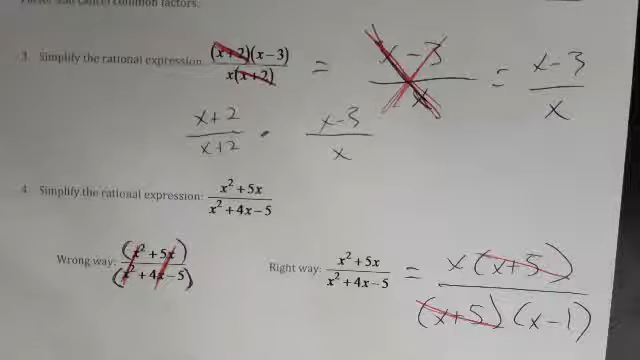 Factor and cancel common factors.
3. Simplify the rational expression: (x+2)(x−3) / x(x+2) = x−3 / x = x−3 / x
x+2 / x+2 · x−3 / x
4. Simplify the rational expression: x² + 5x / x² + 4x − 5
Wrong way: (x² + 5x) / (x² + 4x − 5) Right way: x² + 5x / x² + 4x − 5 = x(x+5) / (x+5)(x−1)